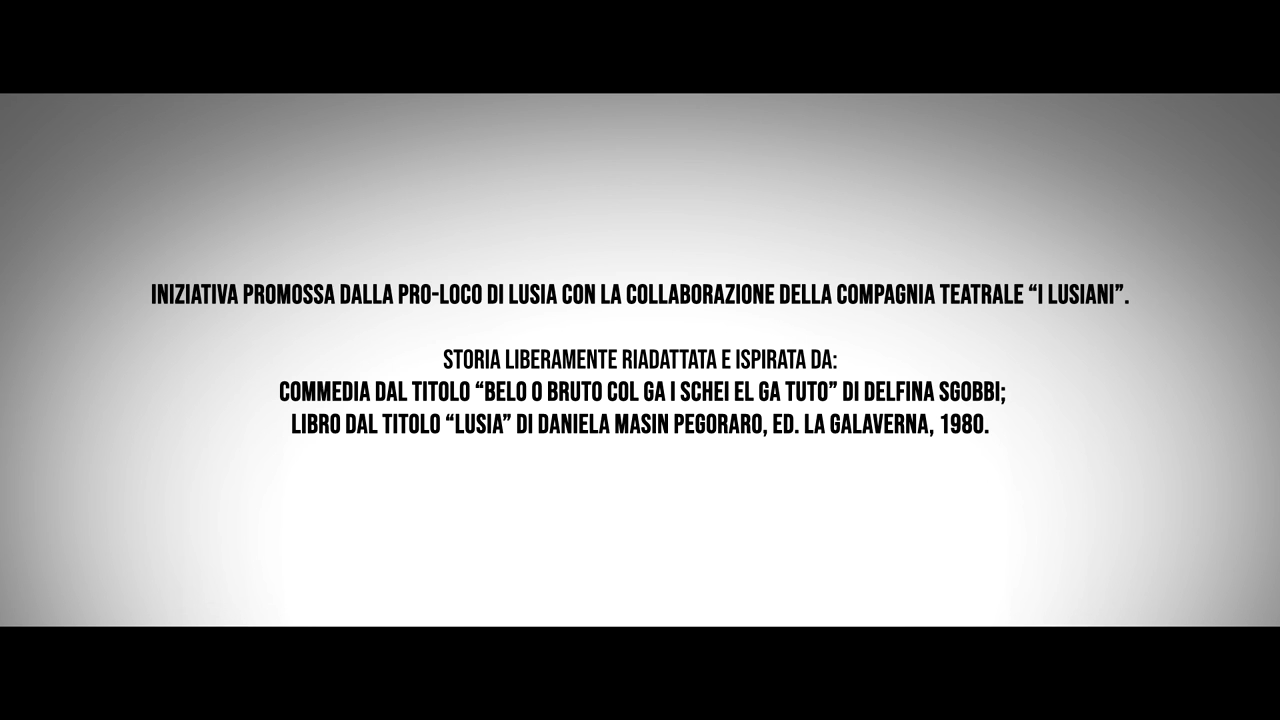 INIZIATIVA PROMOSSA DALLA PRO-LOCO DI LUSIA CON LA COLLABORAZIONE DELLA COMPAGNIA TEATRALE “I LUSIANI”.
STORIA LIBERAMENTE RIADATTATA E ISPIRATA DA:
COMMEDIA DAL TITOLO “BELO O BRUTO COL GA I SCHEI EL GA TUTO” DI DELFINA SGOBBI;
LIBRO DAL TITOLO “LUSIA” DI DANIELA MASIN PEGORARO, ED. LA GALAVERNA, 1980.